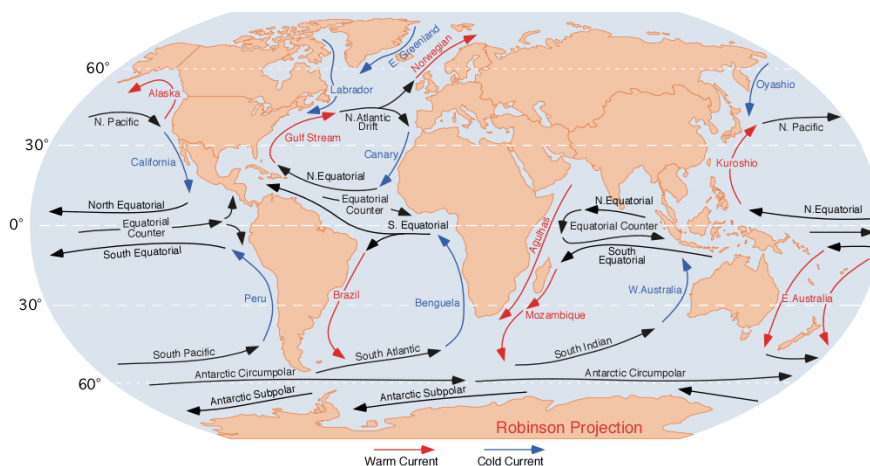 60°
30°
0°
30°
60°
Alaska
N. Pacific
California
North Equatorial
Equatorial
Counter
South Equatorial
Peru
South Pacific
Antarctic Circumpolar
Antarctic Subpolar
Labrador
E. Greenland
Norwegian
Gulf Stream
N. Atlantic
Drift
Canary
N.Equatorial
Equatorial
Counter
S. Equatorial
Brazil
Benguela
South Atlantic
Antarctic Subpolar
Agulhas
N.Equatorial
Equatorial Counter
South
Equatorial
Mozambique
W.Australia
South Indian
Antarctic Circumpolar
Oyashio
N. Pacific
Kuroshio
N.Equatorial
E.Australia
Robinson Projection
Warm Current
Cold Current